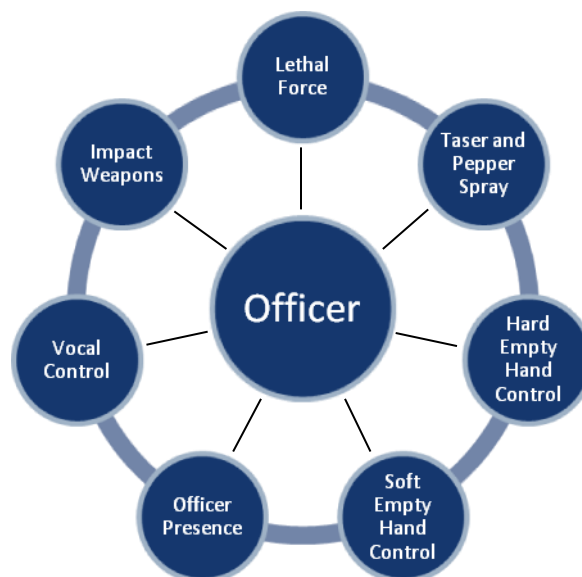 Lethal
Force
Taser and
Pepper
Spray
Hard
Empty
Hand
Control
Soft
Empty
Hand
Control
Officer
Presence
Vocal
Control
Impact
Weapons
Officer